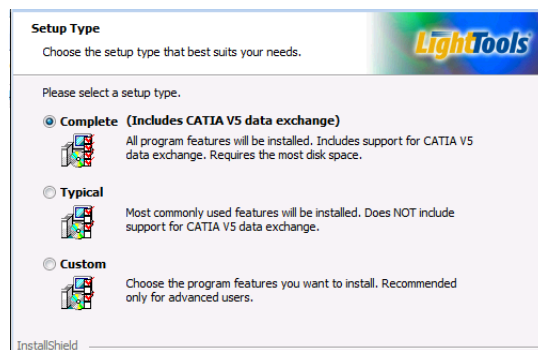 Setup Type
Choose the setup type that best suits your needs.
LightTools
Please select a setup type.
Complete (Includes CATIA V5 data exchange)
All program features will be installed. Includes support for CATIA V5
data exchange. Requires the most disk space.
Typical
Most commonly used features will be installed. Does NOT include
support for CATIA V5 data exchange.
Custom
Choose the program features you want to install. Recommended
only for advanced users.
InstallShield